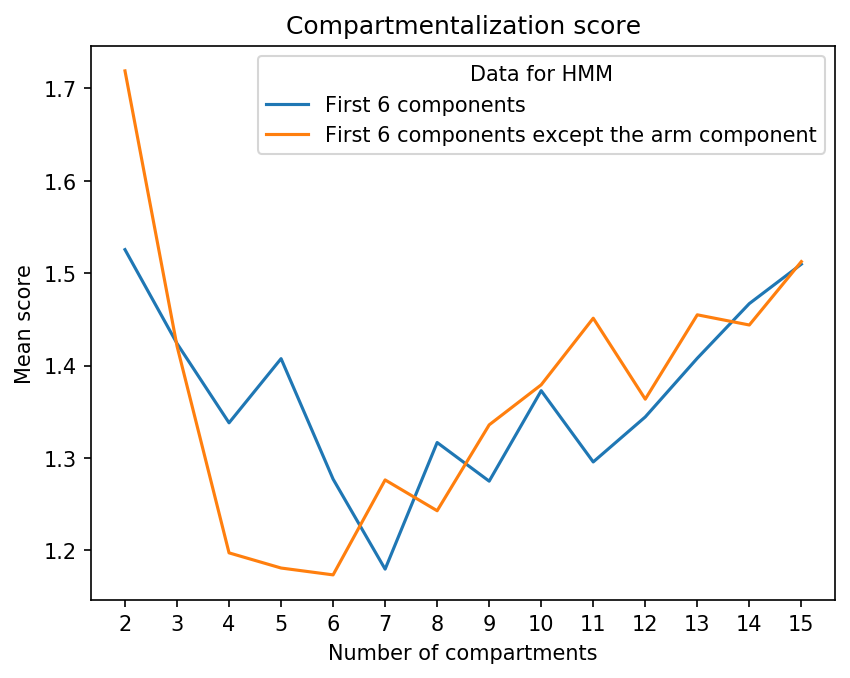 Compartmentalization score
Data for HMM
First 6 components
First 6 components except the arm component
Mean score
1.7
1.6
1.5
1.4
1.3
1.2
2 3 4 5 6 7 8 9 10 11 12 13 14 15
Number of compartments